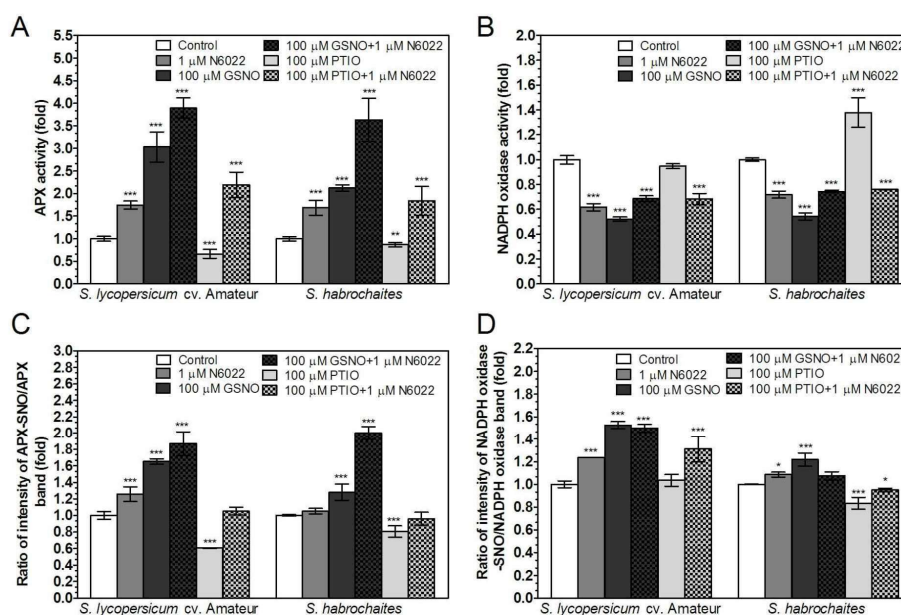 A
APX activity (fold)
5.5
5.0
4.5
4.0
3.5
3.0
2.5
2.0
1.5
1.0
0.5
0.0
Control
1 μM N6022
100 μM GSNO
100 μM GSNO+1 μM N6022
100 μM PTIO
100 μM PTIO+1 μM N6022
***
***
***
***
***
***
***
***
**
***
S. lycopersicum cv. Amateur
S. habrochaites
B
NADPH oxidase activity (fold)
2.0
1.8
1.6
1.4
1.2
1.0
0.8
0.6
0.4
0.2
0.0
Control
1 μM N6022
100 μM GSNO
100 μM GSNO+1 μM N6022
100 μM PTIO
100 μM PTIO+1 μM N6022
***
***
***
***
***
***
***
***
***
S. lycopersicum cv. Amateur
S. habrochaites
C
Ratio of intensity of APX-SNO/APX
band (fold)
3.0
2.8
2.6
2.4
2.2
2.0
1.8
1.6
1.4
1.2
1.0
0.8
0.6
0.4
0.2
0.0
Control
1 μM N6022
100 μM GSNO
100 μM GSNO+1 μM N6022
100 μM PTIO
100 μM PTIO+1 μM N6022
***
***
***
***
***
***
***
S. lycopersicum cv. Amateur
S. habrochaites
D
Ratio of intensity of NADPH oxidase
-SNO/NADPH oxidase band (fold)
2.2
2.0
1.8
1.6
1.4
1.2
1.0
0.8
0.6
0.4
0.2
0.0
Control
1 μM N6022
100 μM GSNO
100 μM GSNO+1 μM N602
100 μM PTIO
100 μM PTIO+1 μM N6022
***
***
***
***
*
***
***
*
S. lycopersicum cv. Amateur
S. habrochaites